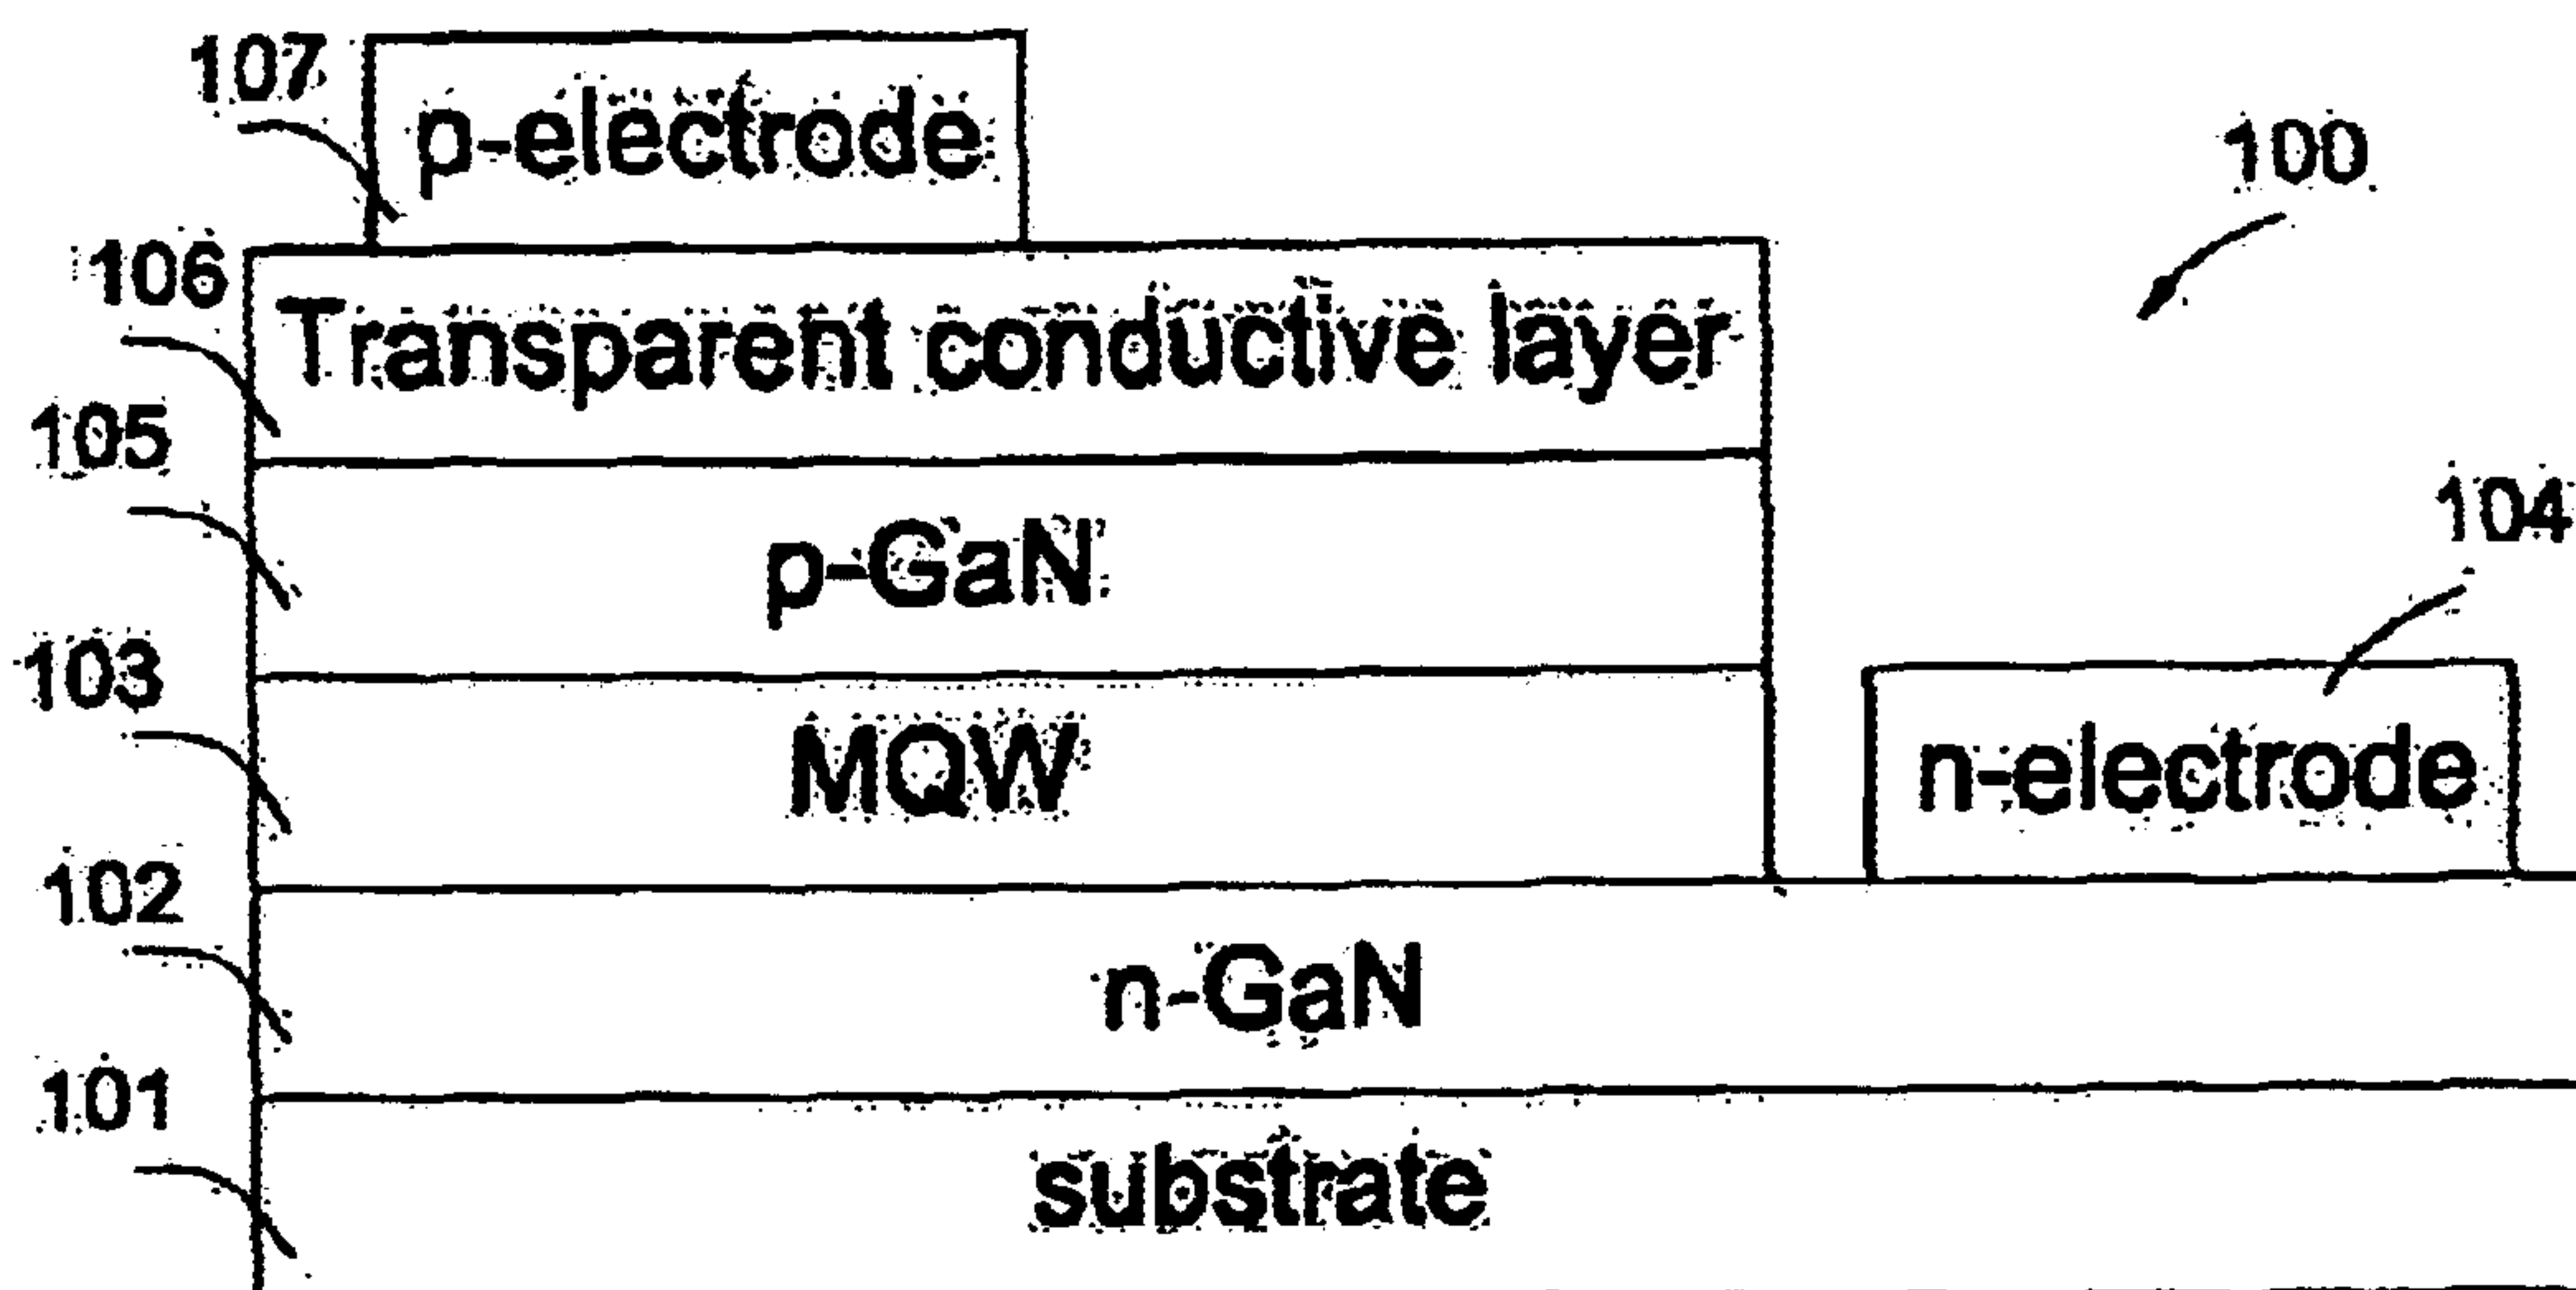 107
p-electrode
100
106
Transparent conductive layer
105
p-GaN
104
103
MQW
n-electrode
102
n-GaN
101
substrate